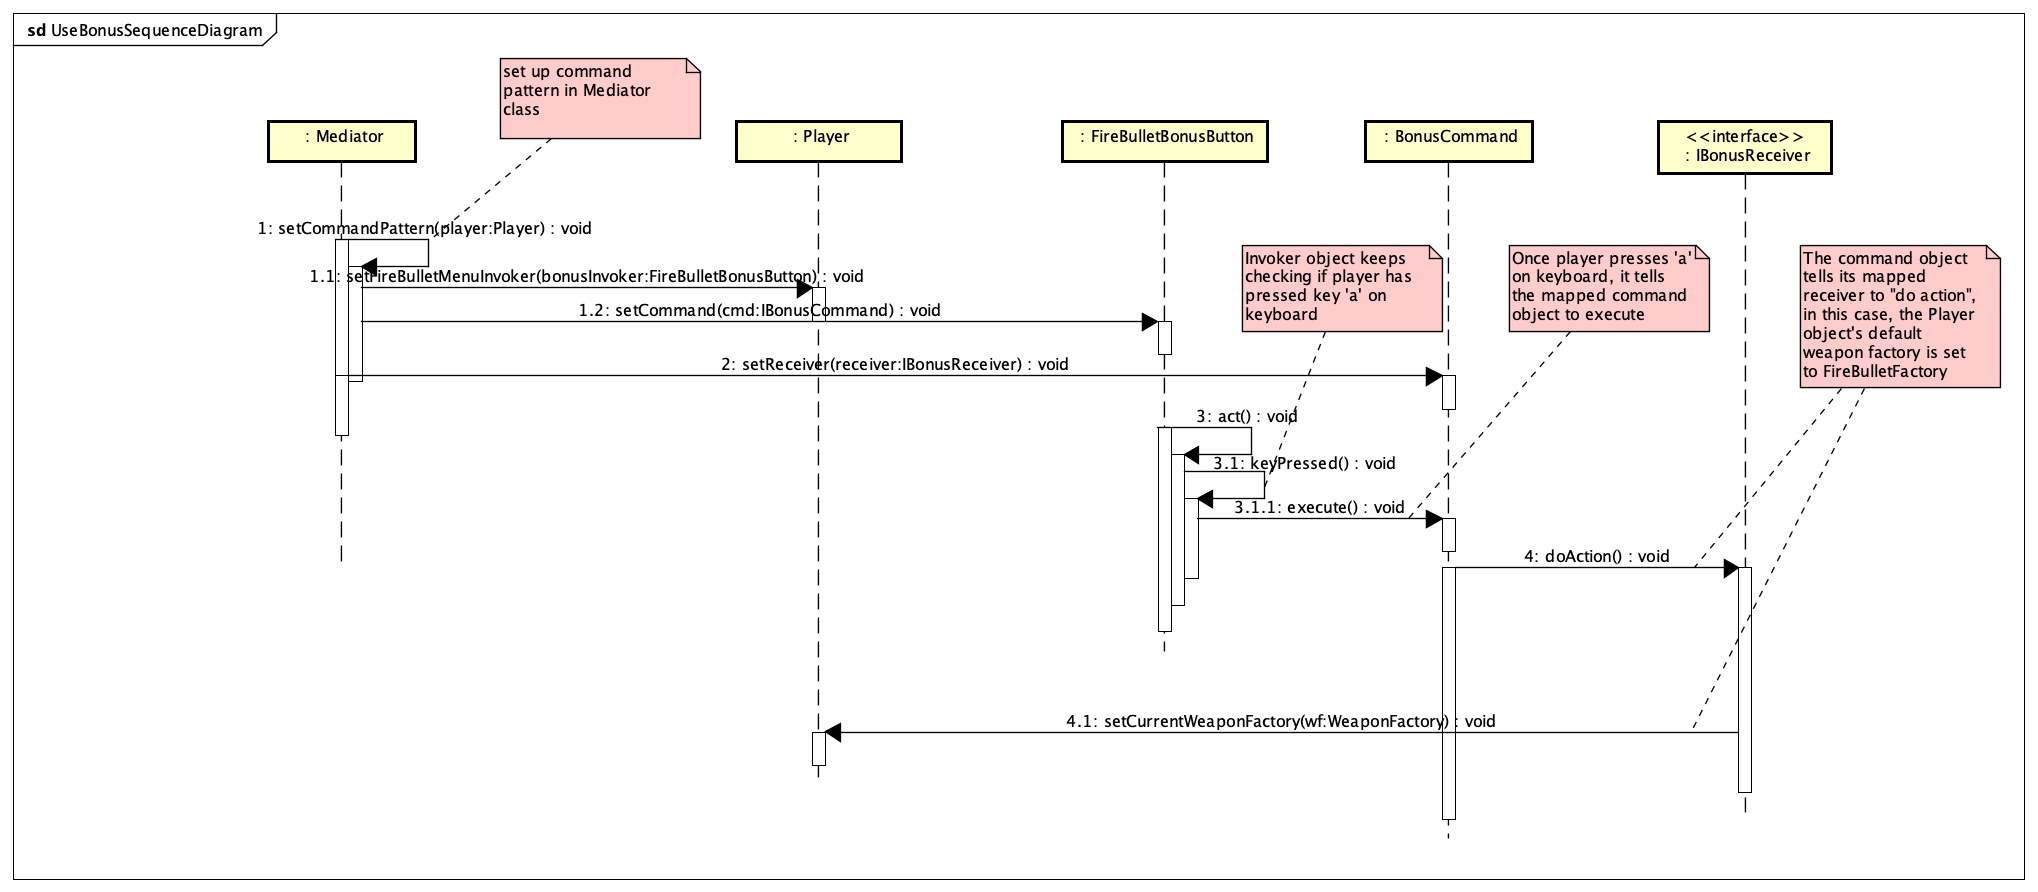 sd UseBonusSequenceDiagram
set up command
pattern in Mediator
class
: Mediator
: Player
: FireBulletBonusButton
: BonusCommand
<<interface>>
: IBonusReceiver
1: setCommandPattern(player:Player) : void
1.1: setFireBulletMenuInvoker(bonusInvoker:FireBulletBonusButton) : void
1.2: setCommand(cmd:IBonusCommand) : void
Invoker object keeps
checking if player has
pressed key 'a' on
keyboard
Once player presses 'a'
on keyboard, it tells
the mapped command
object to execute
The command object
tells its mapped
receiver to "do action",
in this case, the Player
object's default
weapon factory is set
to FireBulletFactory
2: setReceiver(receiver:IBonusReceiver) : void
3: act() : void
3.1: keyPressed() : void
3.1.1: execute() : void
4: doAction() : void
4.1: setCurrentWeaponFactory(wf:WeaponFactory) : void